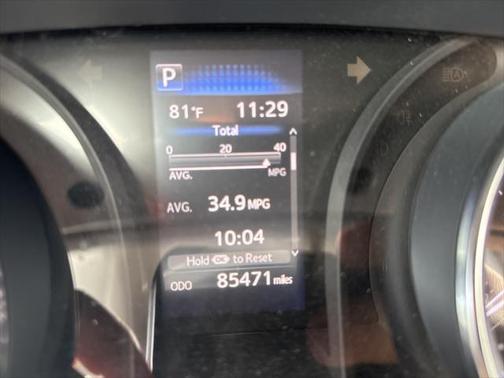 P
81°F 11:29
Total
0 20 40
AVG. MPG
AVG. 34.9 MPG
10:04
Hold OK to Reset
ODO 85471 miles